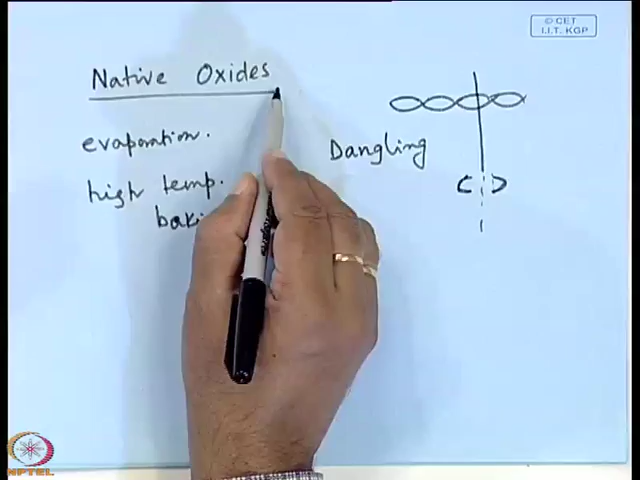 © CET
I.I.T. KGP
Native Oxides
evaporation.
Dangling
high temp.
NPTEL